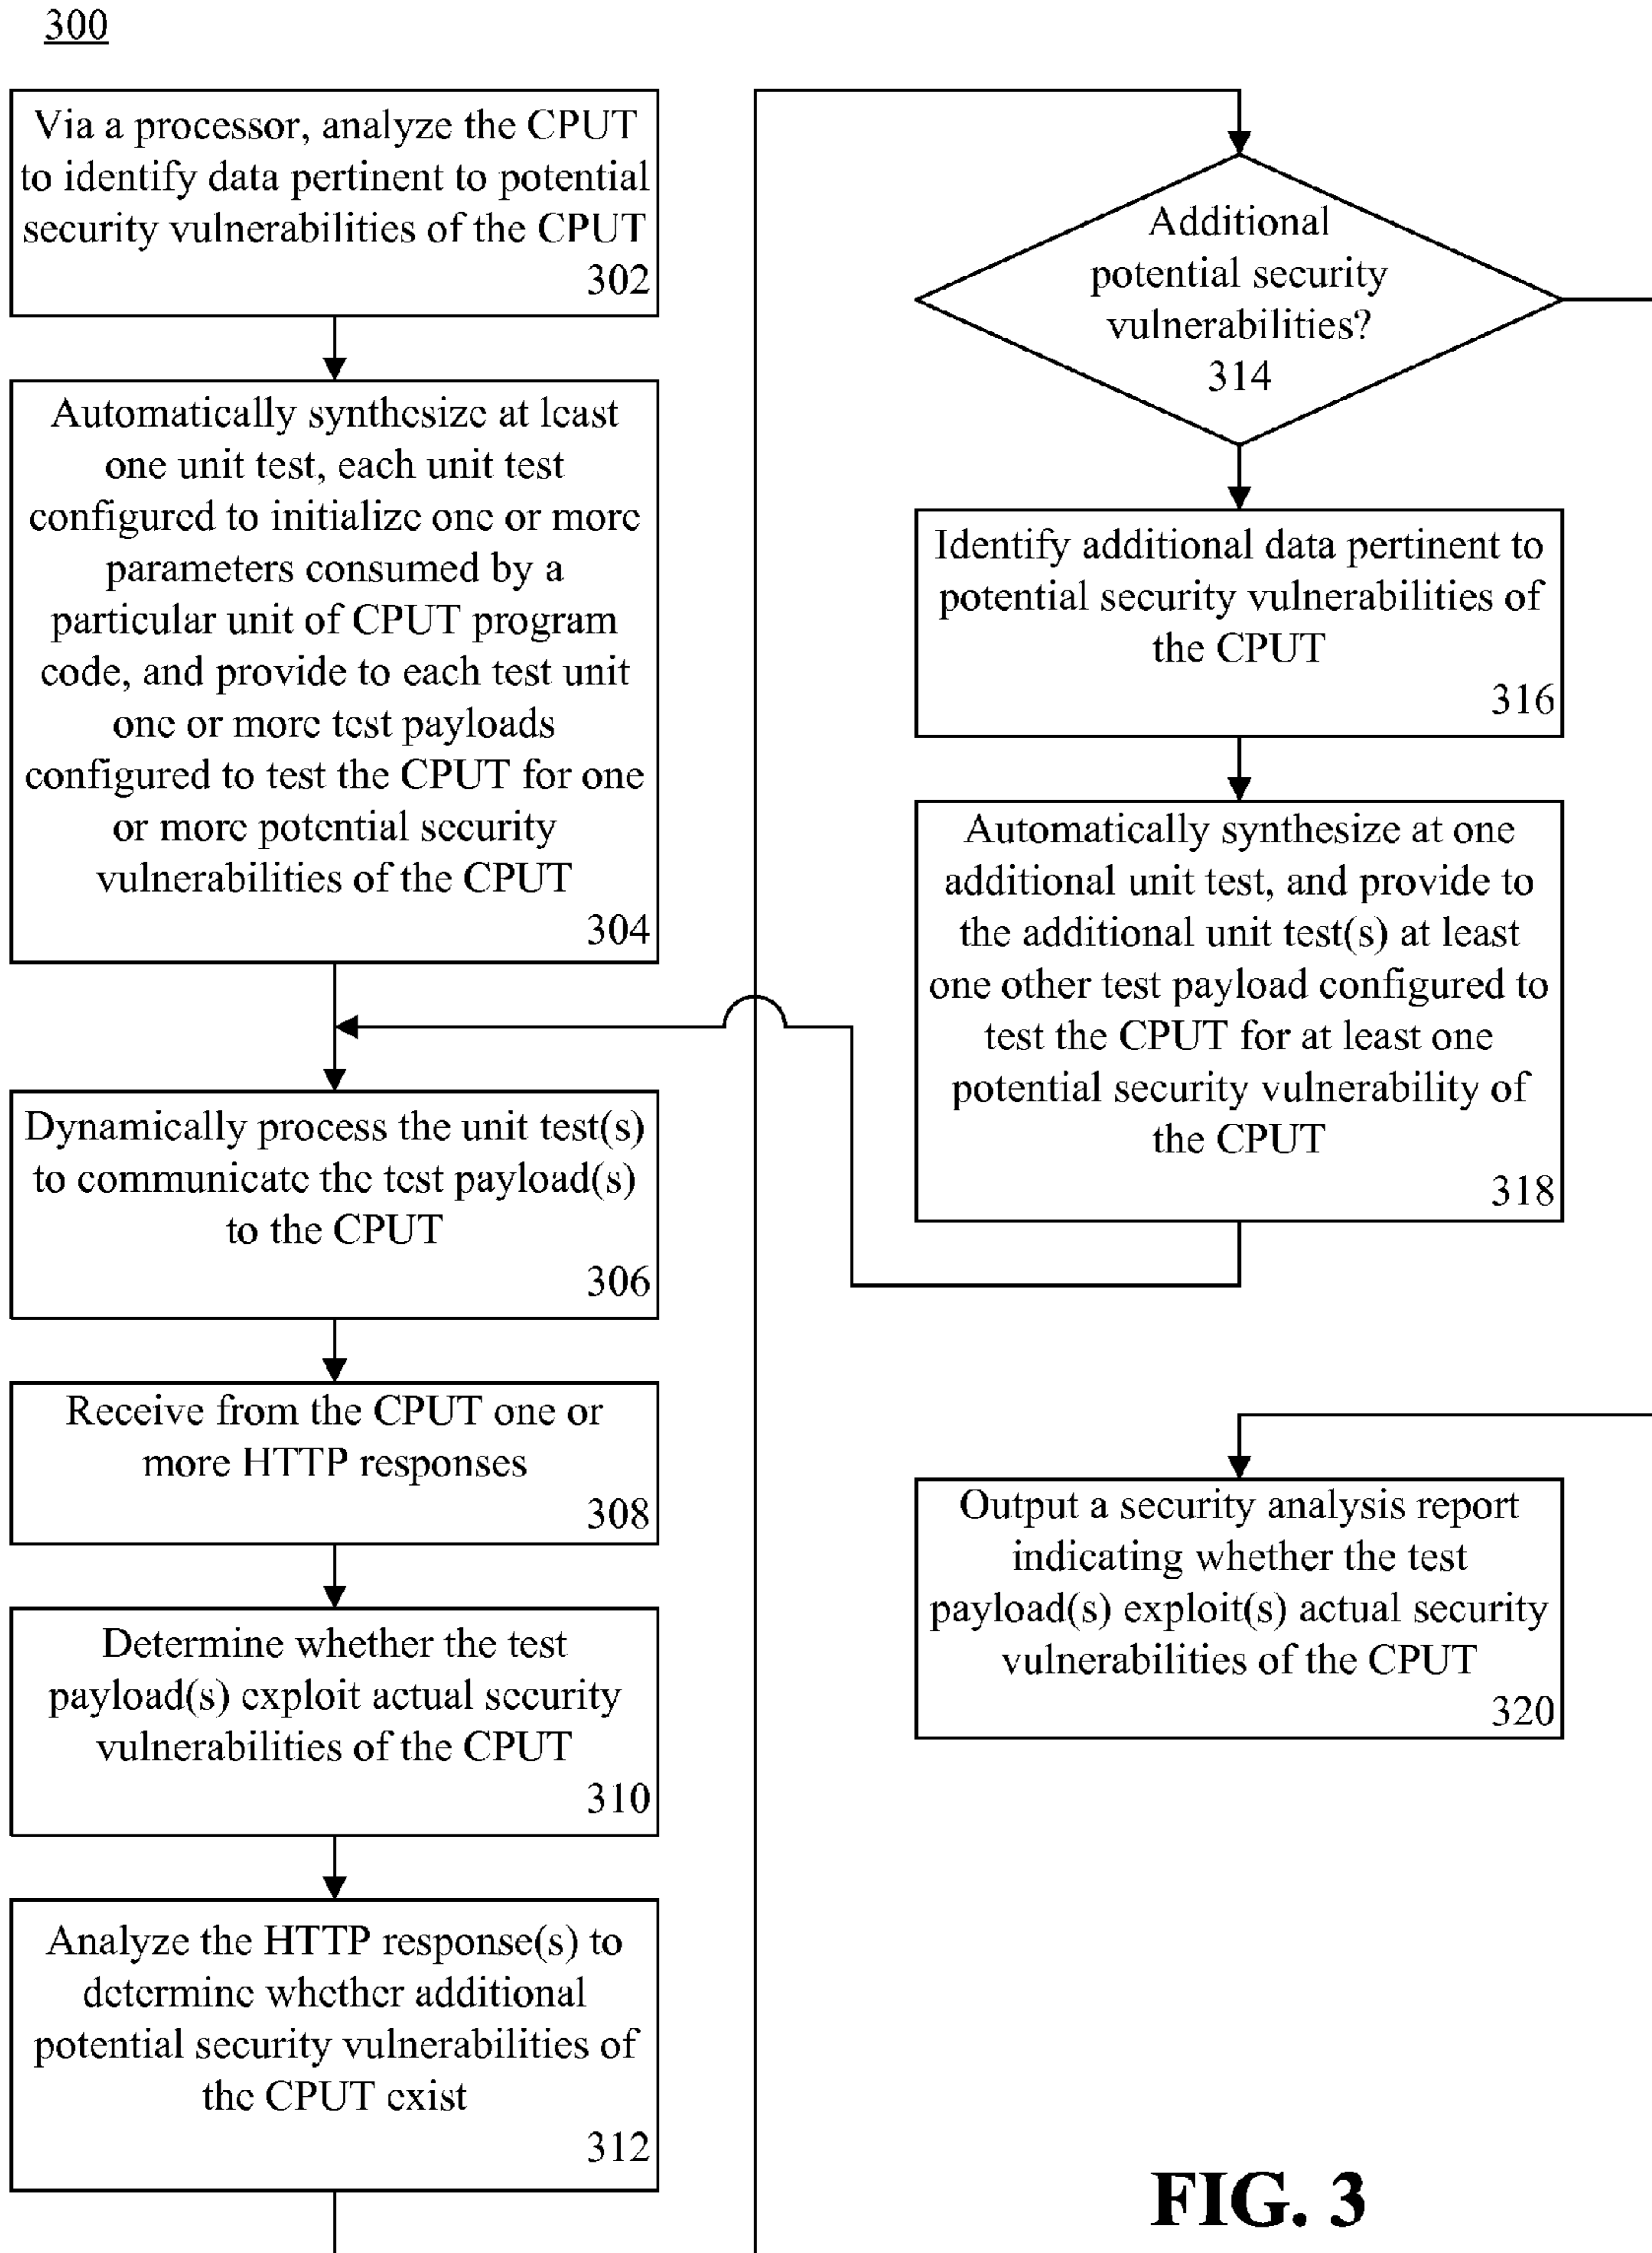 300
Via a processor, analyze the CPUT
to identify data pertinent to potential
security vulnerabilities of the CPUT
302
Automatically synthesize at least
one unit test, each unit test
configured to initialize one or more
parameters consumed by a
particular unit of CPUT program
code, and provide to each test unit
one or more test payloads
configured to test the CPUT for one
or more potential security
vulnerabilities of the CPUT
304
Dynamically process the unit test(s)
to communicate the test payload(s)
to the CPUT
306
Receive from the CPUT one or
more HTTP responses
308
Determine whether the test
payload(s) exploit actual security
vulnerabilities of the CPUT
310
Analyze the HTTP response(s) to
determine whether additional
potential security vulnerabilities of
the CPUT exist
312
Additional
potential security
vulnerabilities?
314
Identify additional data pertinent to
potential security vulnerabilities of
the CPUT
316
Automatically synthesize at one
additional unit test, and provide to
the additional unit test(s) at least
one other test payload configured to
test the CPUT for at least one
potential security vulnerability of
the CPUT
318
Output a security analysis report
indicating whether the test
payload(s) exploit(s) actual security
vulnerabilities of the CPUT
320
FIG. 3